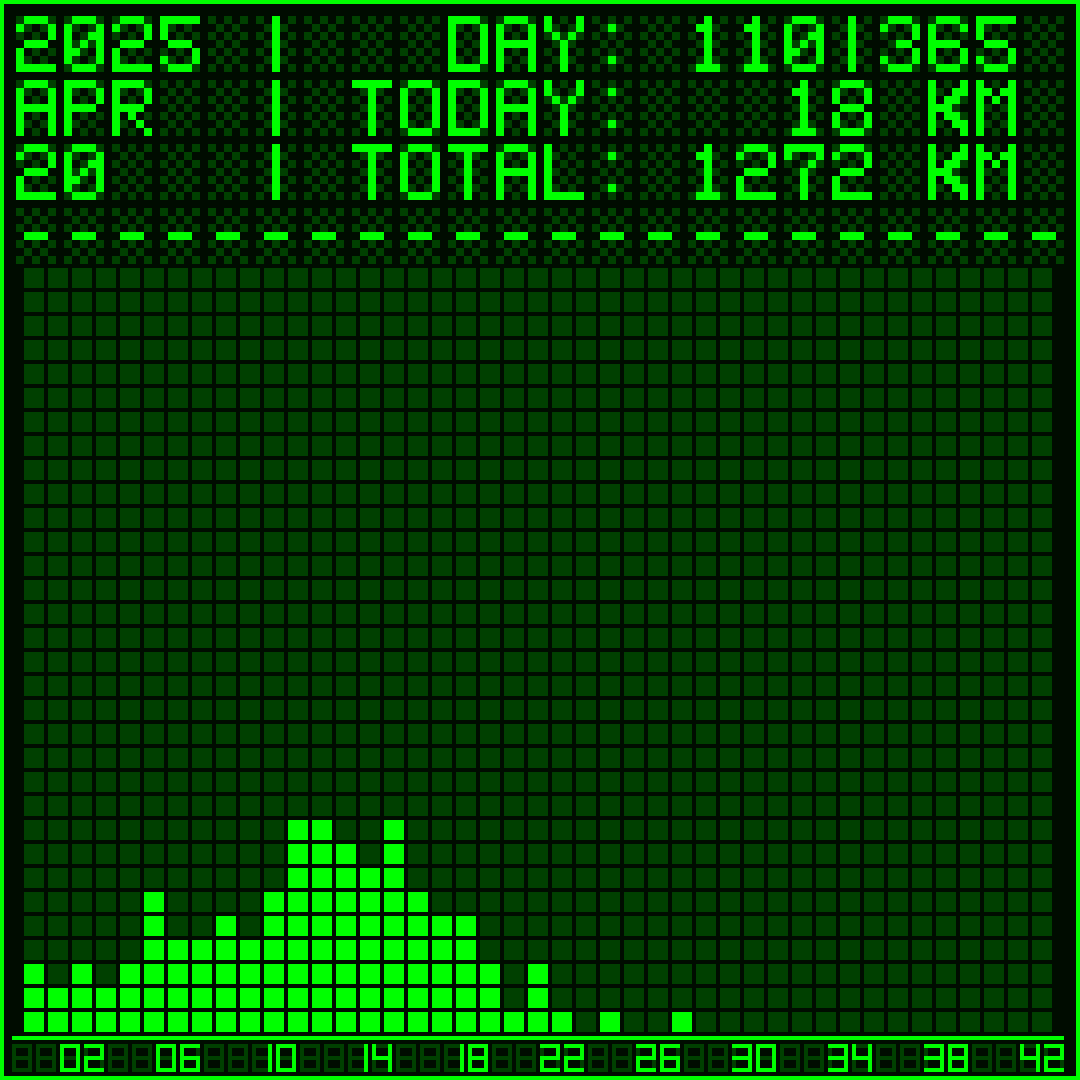 2025 | DAY: 110|365
APR | TODAY: 18 KM
20 | TOTAL: 1272 KM
- - - - - - - - - - - - - - - - - - - - - -
02 06 10 14 18 22 26 30 34 38 42